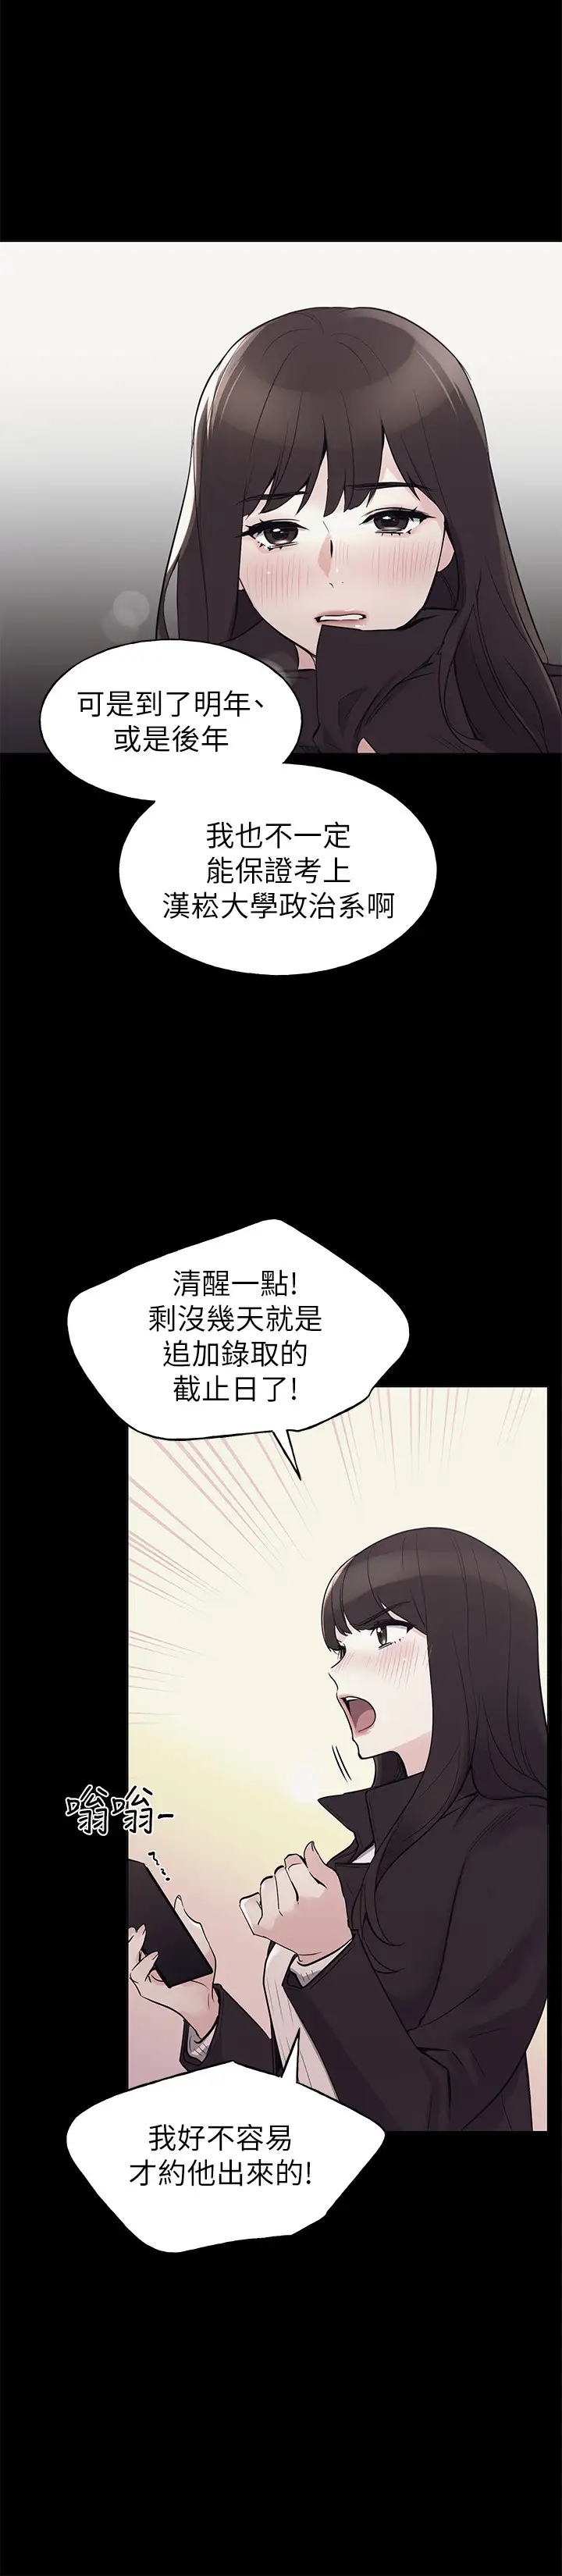 可是到了明年、
或是後年
我也不一定
能保證考上
漢崧大學政治系啊
清醒一點!
剩沒幾天就是
追加錄取的
截止日了!
嗡嗡-
我好不容易
才約他出來的!